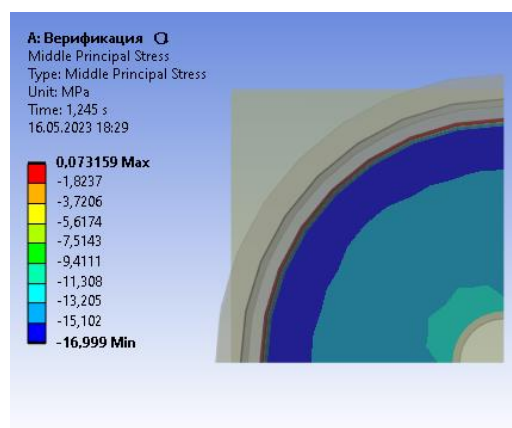 A: Верификация
Middle Principal Stress
Type: Middle Principal Stress
Unit: MPa
Time: 1,245 s
16.05.2023 18:29
0,073159 Max
-1,8237
-3,7206
-5,6174
-7,5143
-9,4111
-11,308
-13,205
-15,102
-16,999 Min